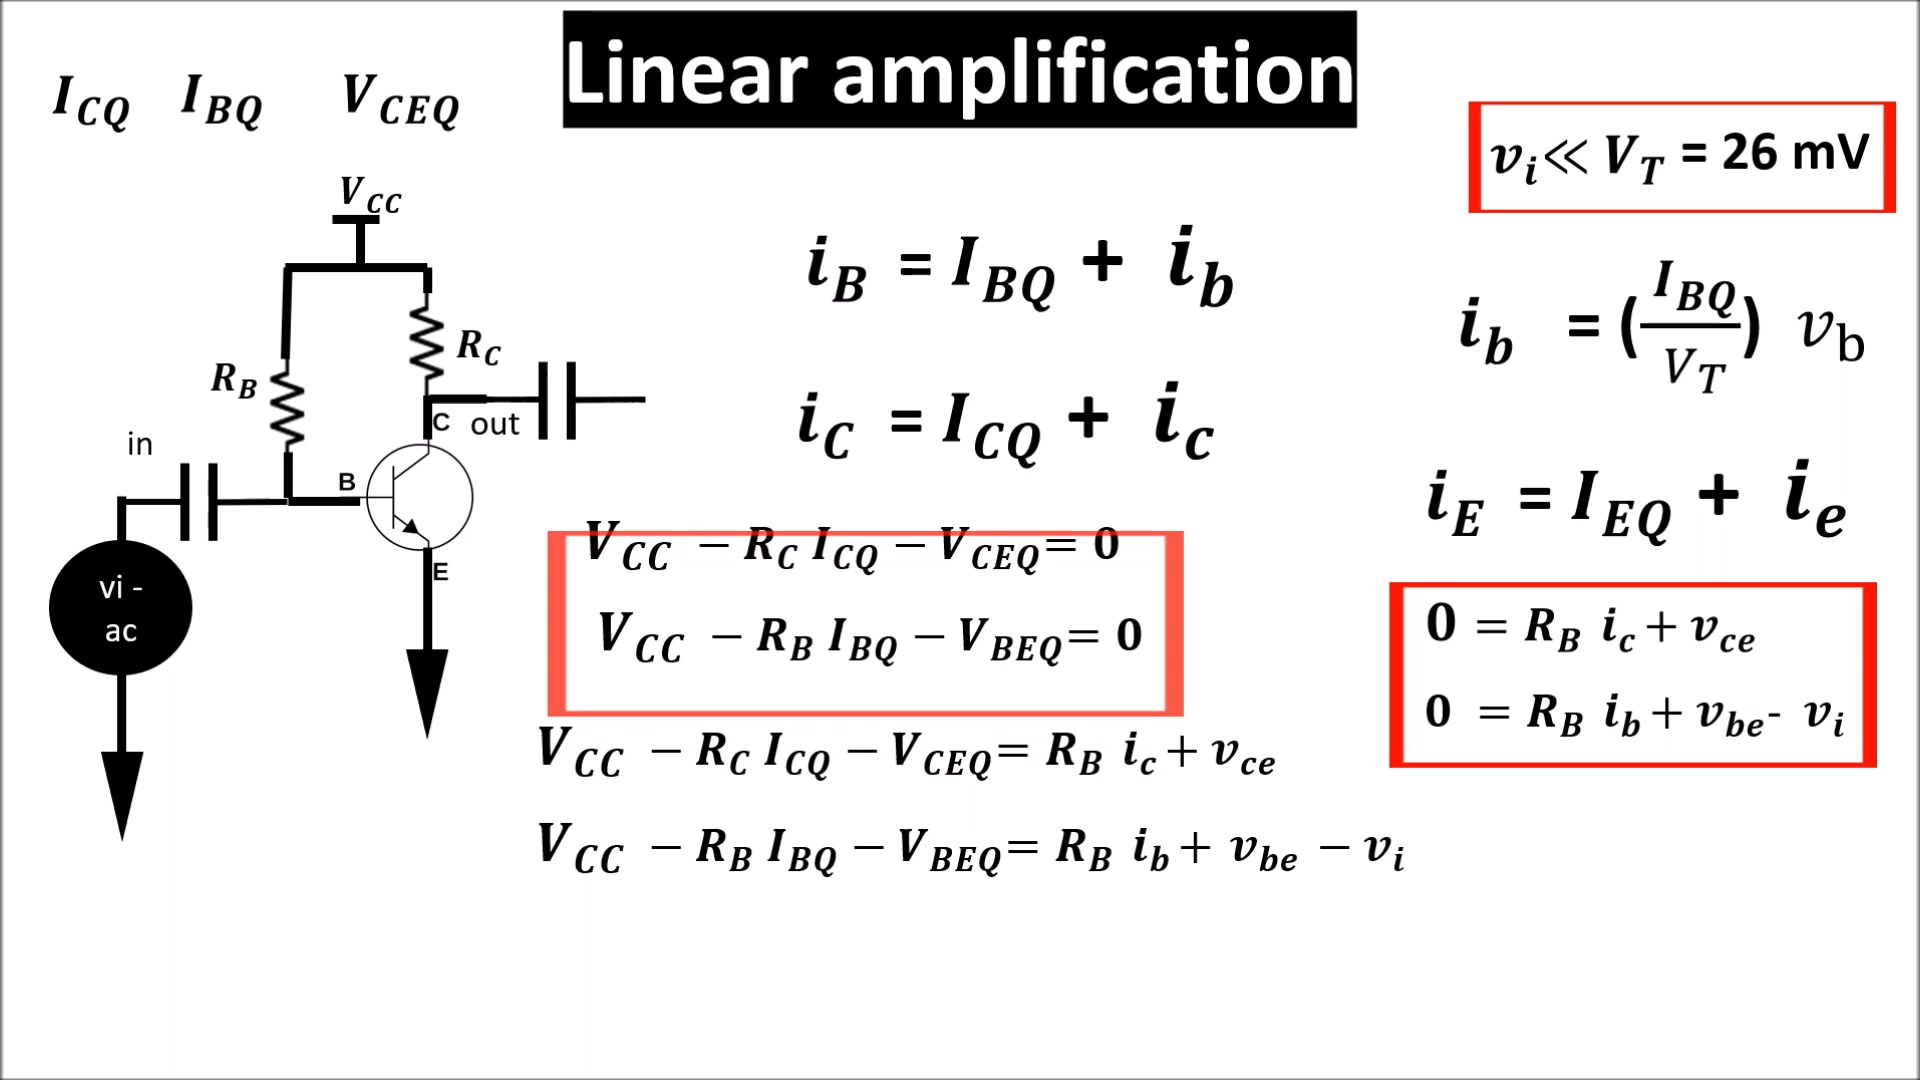 Linear amplification
I_CQ I_BQ V_CEQ
V_CC
R_C
R_B
C out
in
B
E
vi -
ac
i_B = I_BQ + i_b
i_C = I_CQ + i_c
V_CC − R_C I_CQ − V_CEQ = 0
V_CC − R_B I_BQ − V_BEQ = 0
V_CC − R_C I_CQ − V_CEQ = R_B i_c + v_ce
V_CC − R_B I_BQ − V_BEQ = R_B i_b + v_be − v_i
v_i ≪ V_T = 26 mV
i_b = (I_BQ/V_T) v_b
i_E = I_EQ + i_e
0 = R_B i_c + v_ce
0 = R_B i_b + v_be - v_i